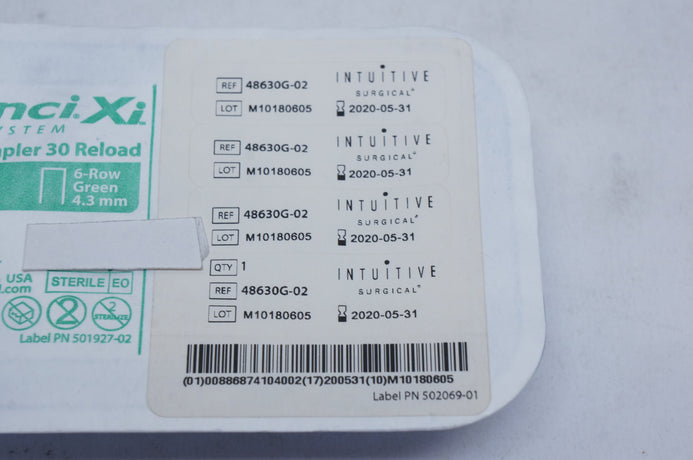 nci.Xi
YSTEM
pler 30 Reload
6-Row
Green
4.3 mm
USA
l.com
STERILE EO
2
2
STERILIZE
Label PN 501927-02
REF 48630G-02
INTUITIVE
SURGICAL®
LOT M10180605
2020-05-31
REF 48630G-02
INTUITIVE
SURGICAL®
LOT M10180605
2020-05-31
REF 48630G-02
INTUITIVE
SURGICAL®
LOT M10180605
2020-05-31
QTY 1
INTUITIVE
REF 48630G-02
SURGICAL®
LOT M10180605
2020-05-31
(01)00886874104002(17)200531(10)M10180605
Label PN 502069-01